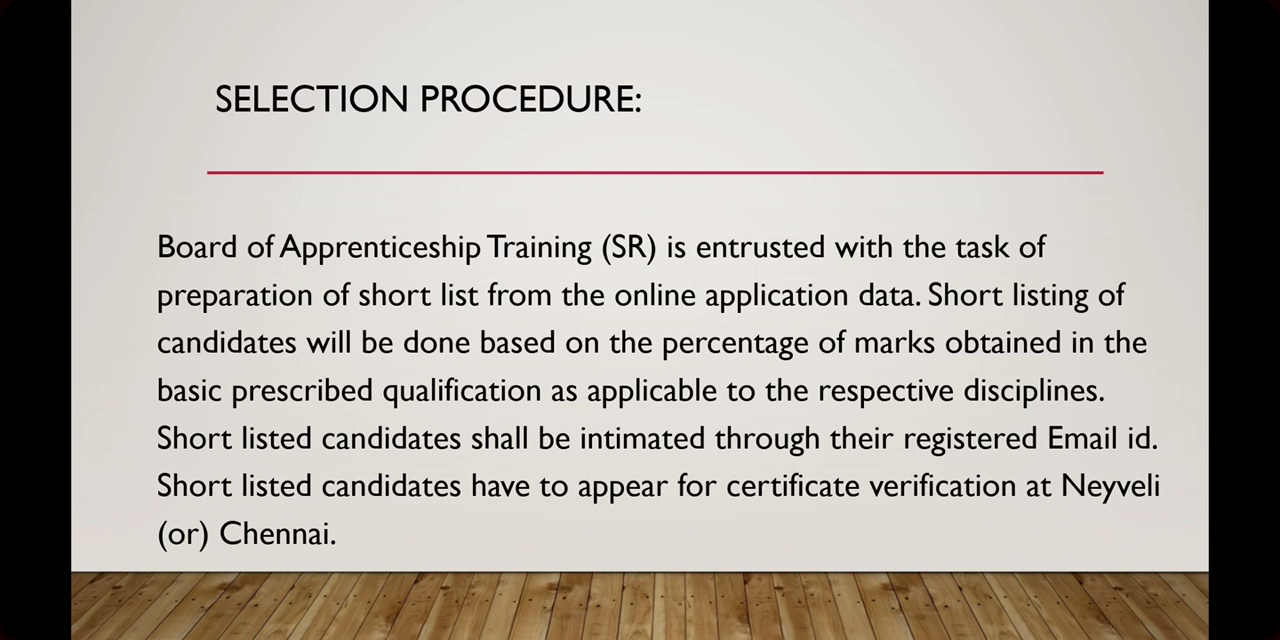 SELECTION PROCEDURE:
Board of Apprenticeship Training (SR) is entrusted with the task of
preparation of short list from the online application data. Short listing of
candidates will be done based on the percentage of marks obtained in the
basic prescribed qualification as applicable to the respective disciplines.
Short listed candidates shall be intimated through their registered Email id.
Short listed candidates have to appear for certificate verification at Neyveli
(or) Chennai.